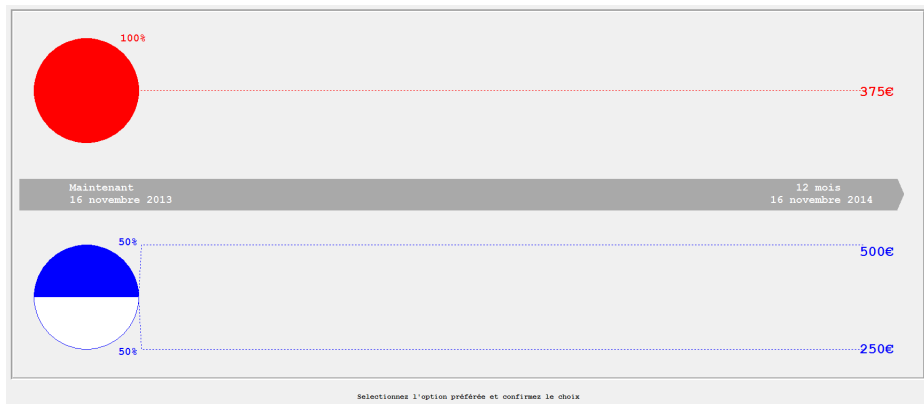 100%
375€
Maintenant
16 novembre 2013
12 mois
16 novembre 2014
50%
500€
50%
250€
Selectionnez l'option préférée et confirmez le choix